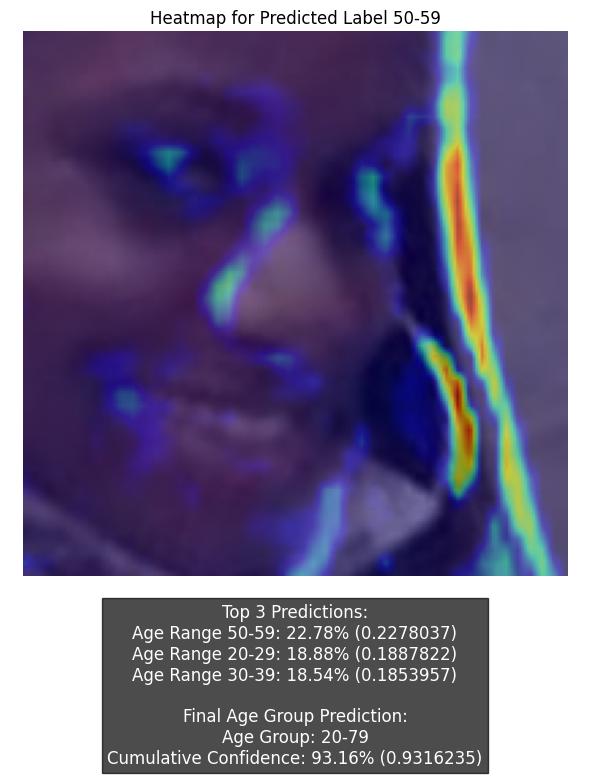 Heatmap for Predicted Label 50-59
Top 3 Predictions:
Age Range 50-59: 22.78% (0.2278037)
Age Range 20-29: 18.88% (0.1887822)
Age Range 30-39: 18.54% (0.1853957)
Final Age Group Prediction:
Age Group: 20-79
Cumulative Confidence: 93.16% (0.9316235)